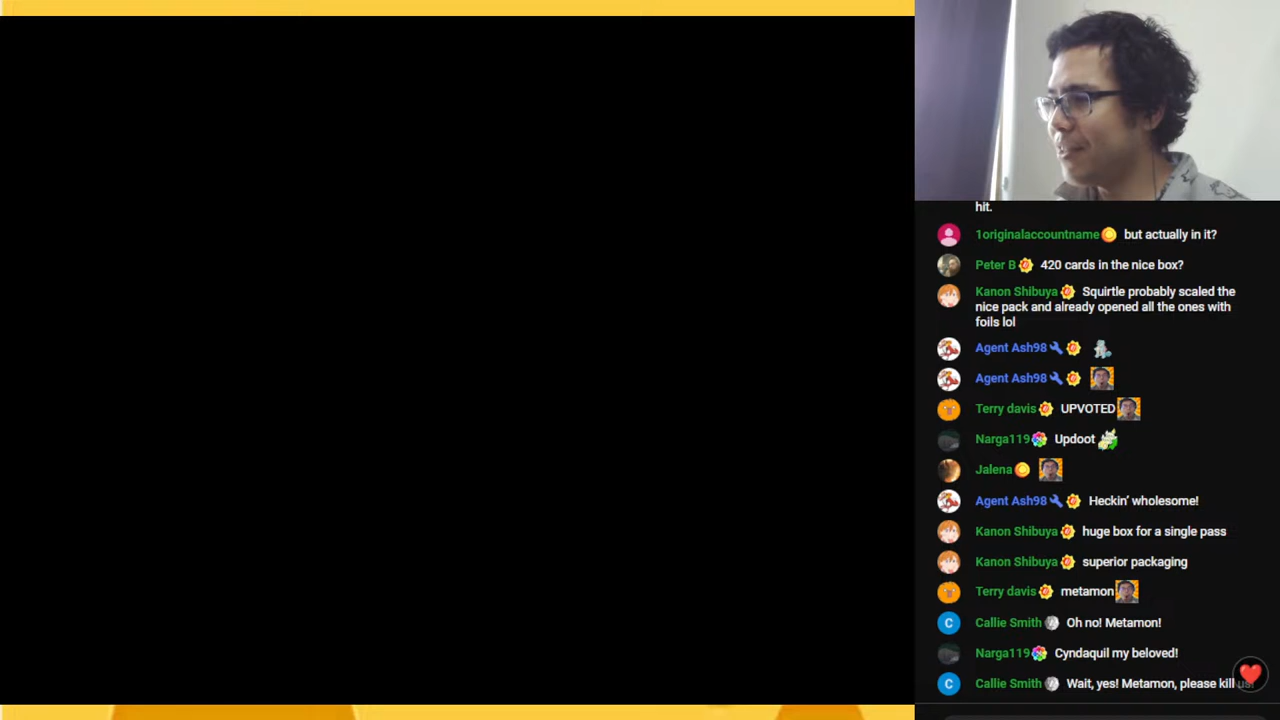 hit.
1originalaccountname but actually in it?
Peter B 420 cards in the nice box?
Kanon Shibuya Squirtle probably scaled the
nice pack and already opened all the ones with
foils lol
Agent Ash98
Agent Ash98
Terry davis UPVOTED
Narga119 Updoot
Jalena
Agent Ash98 Heckin' wholesome!
Kanon Shibuya huge box for a single pass
Kanon Shibuya superior packaging
Terry davis metamon
C Callie Smith Oh no! Metamon!
Narga119 Cyndaquil my beloved!
C Callie Smith Wait, yes! Metamon, please kill us!